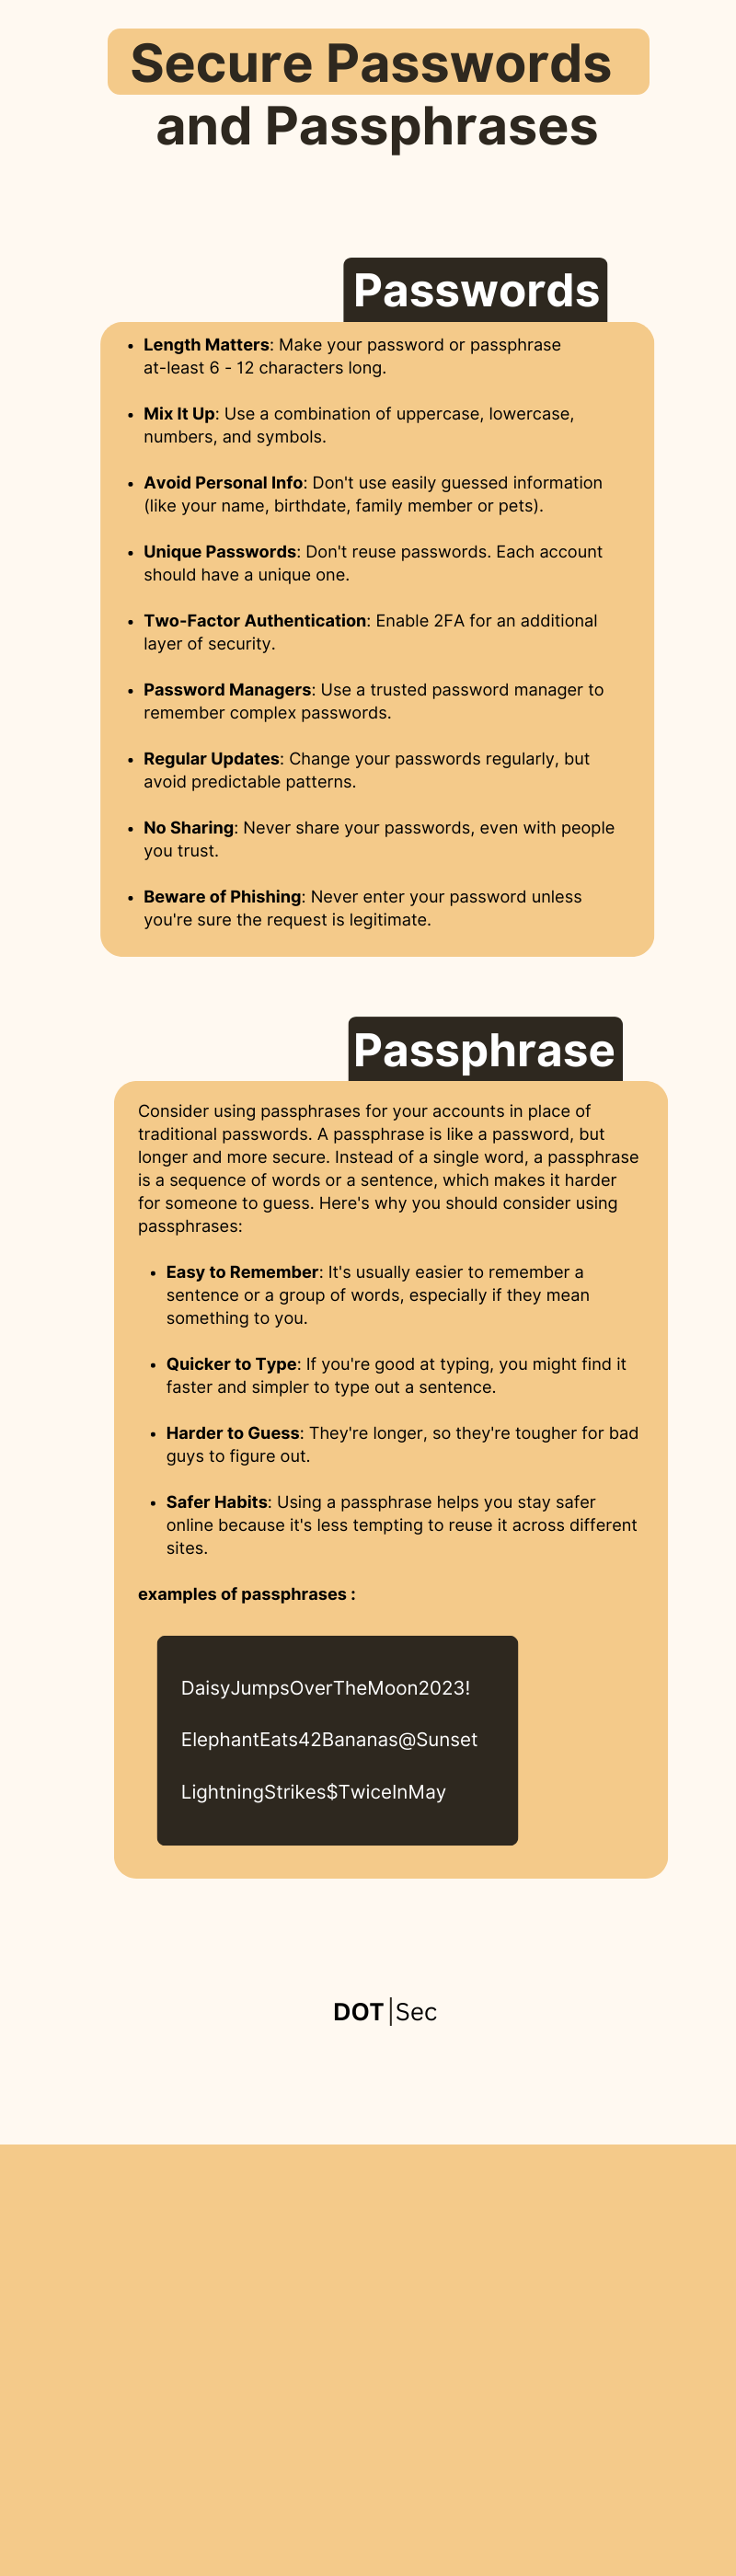 Secure Passwords
and Passphrases
Passwords
• Length Matters: Make your password or passphrase
at-least 6 - 12 characters long.
• Mix It Up: Use a combination of uppercase, lowercase,
numbers, and symbols.
• Avoid Personal Info: Don't use easily guessed information
(like your name, birthdate, family member or pets).
• Unique Passwords: Don't reuse passwords. Each account
should have a unique one.
• Two-Factor Authentication: Enable 2FA for an additional
layer of security.
• Password Managers: Use a trusted password manager to
remember complex passwords.
• Regular Updates: Change your passwords regularly, but
avoid predictable patterns.
• No Sharing: Never share your passwords, even with people
you trust.
• Beware of Phishing: Never enter your password unless
you're sure the request is legitimate.
Passphrase
Consider using passphrases for your accounts in place of
traditional passwords. A passphrase is like a password, but
longer and more secure. Instead of a single word, a passphrase
is a sequence of words or a sentence, which makes it harder
for someone to guess. Here's why you should consider using
passphrases:
• Easy to Remember: It's usually easier to remember a
sentence or a group of words, especially if they mean
something to you.
• Quicker to Type: If you're good at typing, you might find it
faster and simpler to type out a sentence.
• Harder to Guess: They're longer, so they're tougher for bad
guys to figure out.
• Safer Habits: Using a passphrase helps you stay safer
online because it's less tempting to reuse it across different
sites.
examples of passphrases :
DaisyJumpsOverTheMoon2023!
ElephantEats42Bananas@Sunset
LightningStrikes$TwiceInMay
DOT|Sec